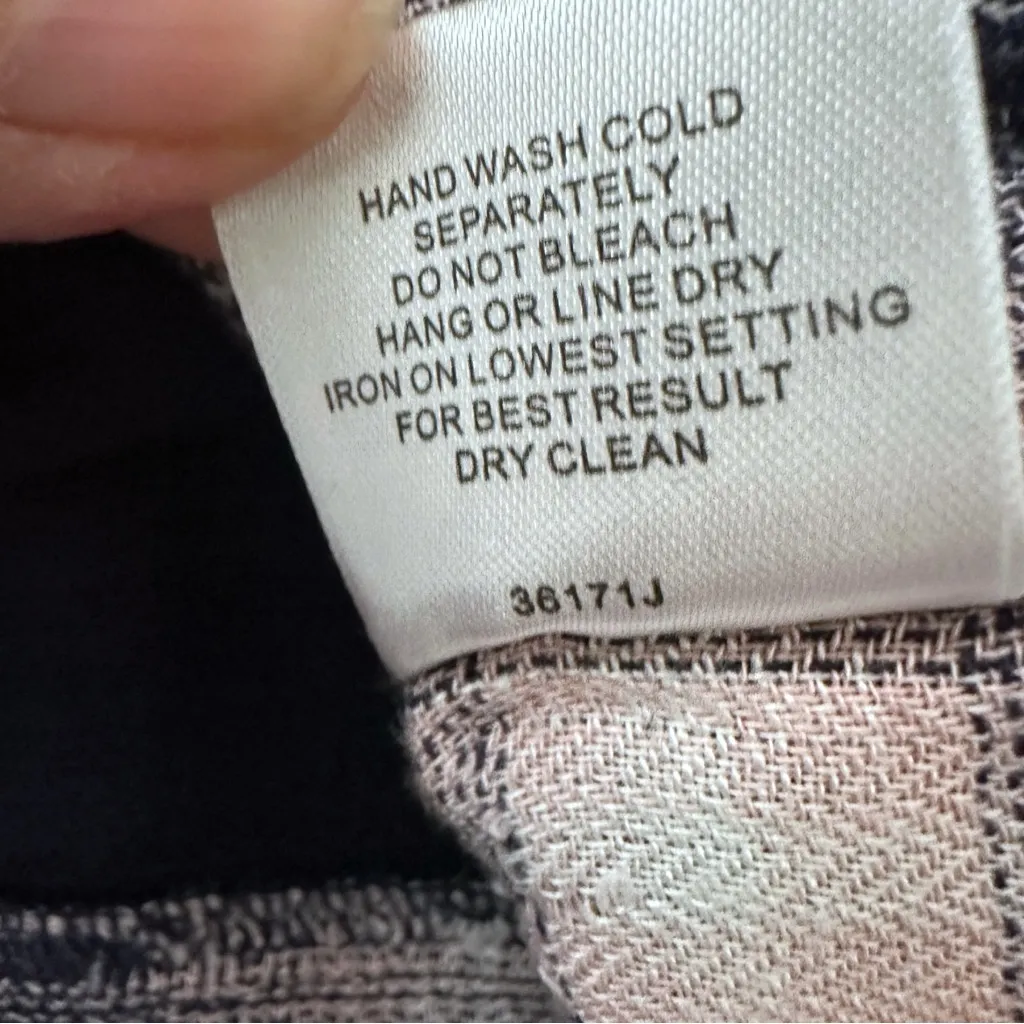 HAND WASH COLD
SEPARATELY
DO NOT BLEACH
HANG OR LINE DRY
IRON ON LOWEST SETTING
FOR BEST RESULT
DRY CLEAN
36171J